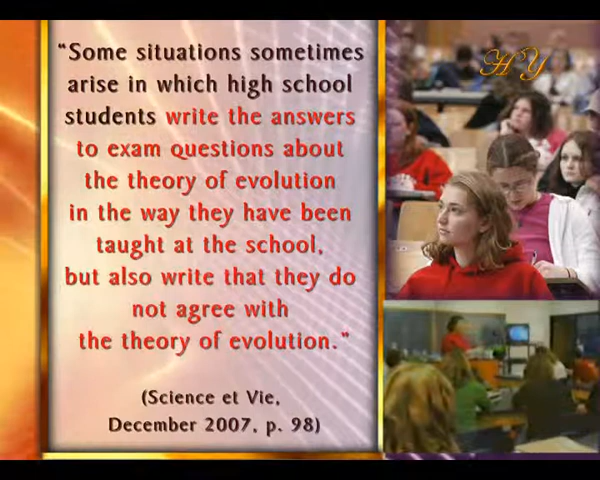 "Some situations sometimes
arise in which high school
students write the answers
to exam questions about
the theory of evolution
in the way they have been
taught at the school,
but also write that they do
not agree with
the theory of evolution."
(Science et Vie,
December 2007, p. 98)
HY